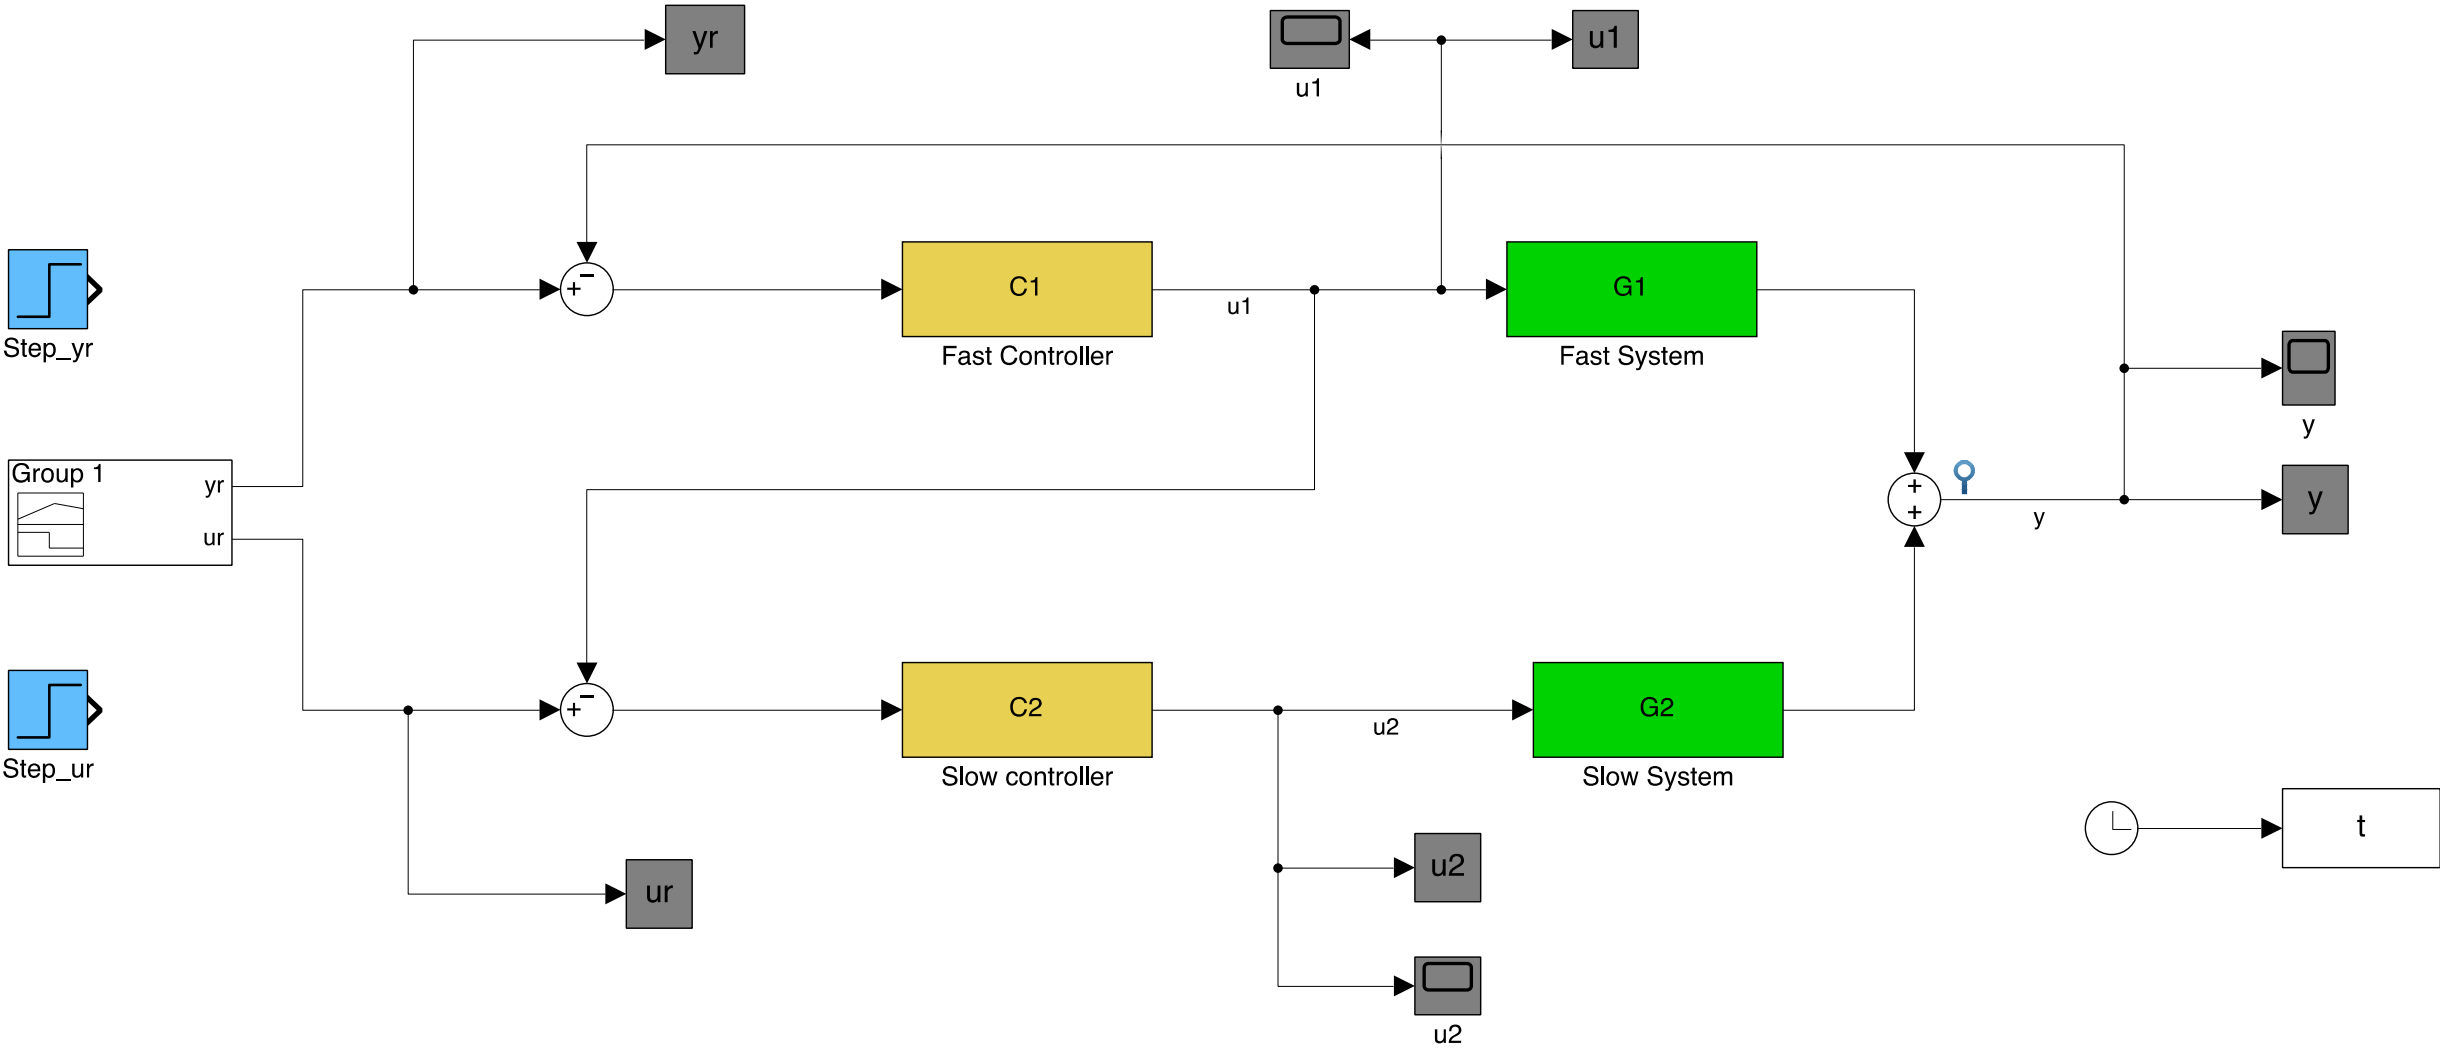 yr
u1
u1
−
+
C1
u1
G1
Step_yr
Fast Controller
Fast System
y
Group 1
yr
ur
+
+
y
y
−
+
C2
u2
G2
Step_ur
Slow controller
Slow System
t
u2
ur
u2